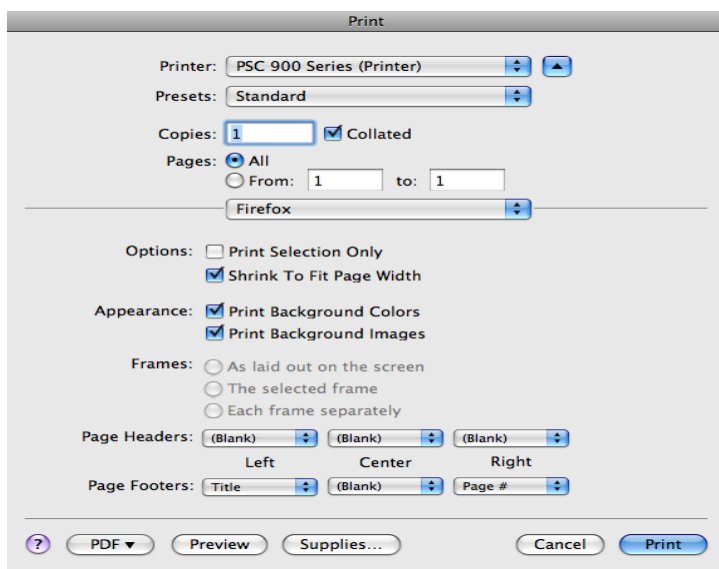 Print
Printer: PSC 900 Series (Printer)
Presets: Standard
Copies: 1 Collated
Pages: All
From: 1 to: 1
Firefox
Options: Print Selection Only
Shrink To Fit Page Width
Appearance: Print Background Colors
Print Background Images
Frames: As laid out on the screen
The selected frame
Each frame separately
Page Headers: (Blank) (Blank) (Blank)
Left Center Right
Page Footers: Title (Blank) Page #
? PDF▼ Preview Supplies... Cancel Print